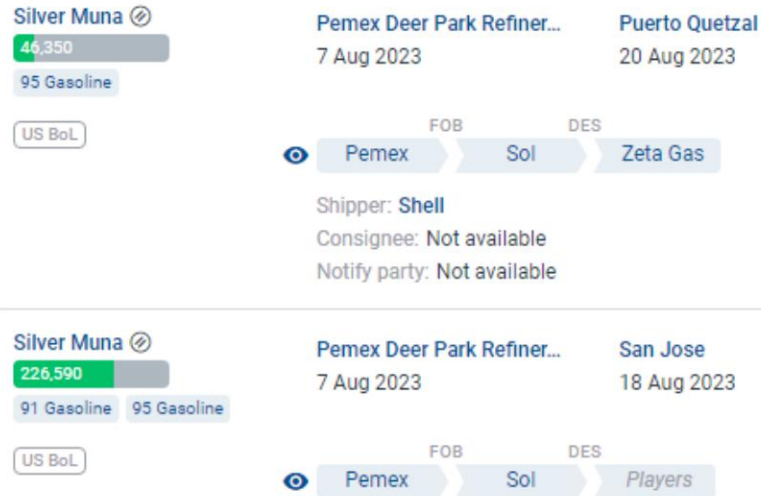 Silver Muna
46,350
95 Gasoline
US BoL
Pemex Deer Park Refiner...
7 Aug 2023
Puerto Quetzal
20 Aug 2023
FOB DES
Pemex Sol Zeta Gas
Shipper: Shell
Consignee: Not available
Notify party: Not available
Silver Muna
226,590
91 Gasoline 95 Gasoline
US BoL
Pemex Deer Park Refiner...
7 Aug 2023
San Jose
18 Aug 2023
FOB DES
Pemex Sol Players